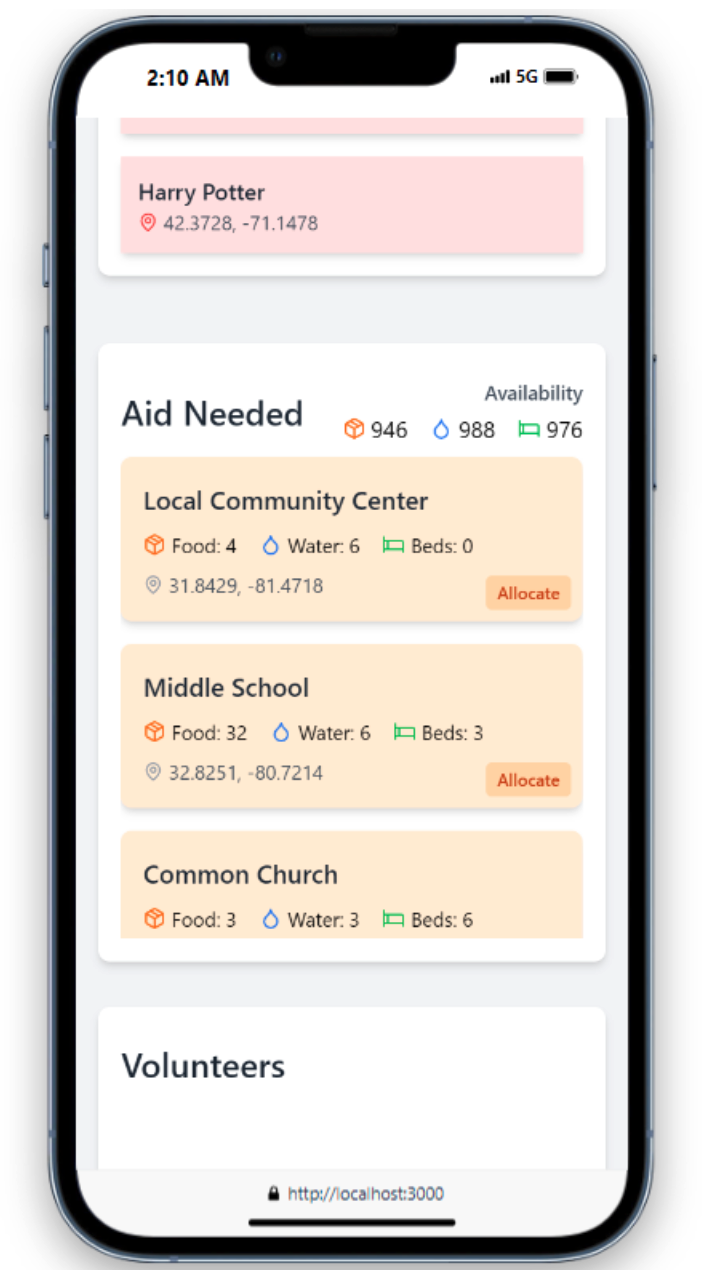 2:10 AM 5G
Harry Potter
42.3728, -71.1478
Availability
Aid Needed 946 988 976
Local Community Center
Food: 4 Water: 6 Beds: 0
31.8429, -81.4718
Allocate
Middle School
Food: 32 Water: 6 Beds: 3
32.8251, -80.7214
Allocate
Common Church
Food: 3 Water: 3 Beds: 6
Volunteers
http://localhost:3000